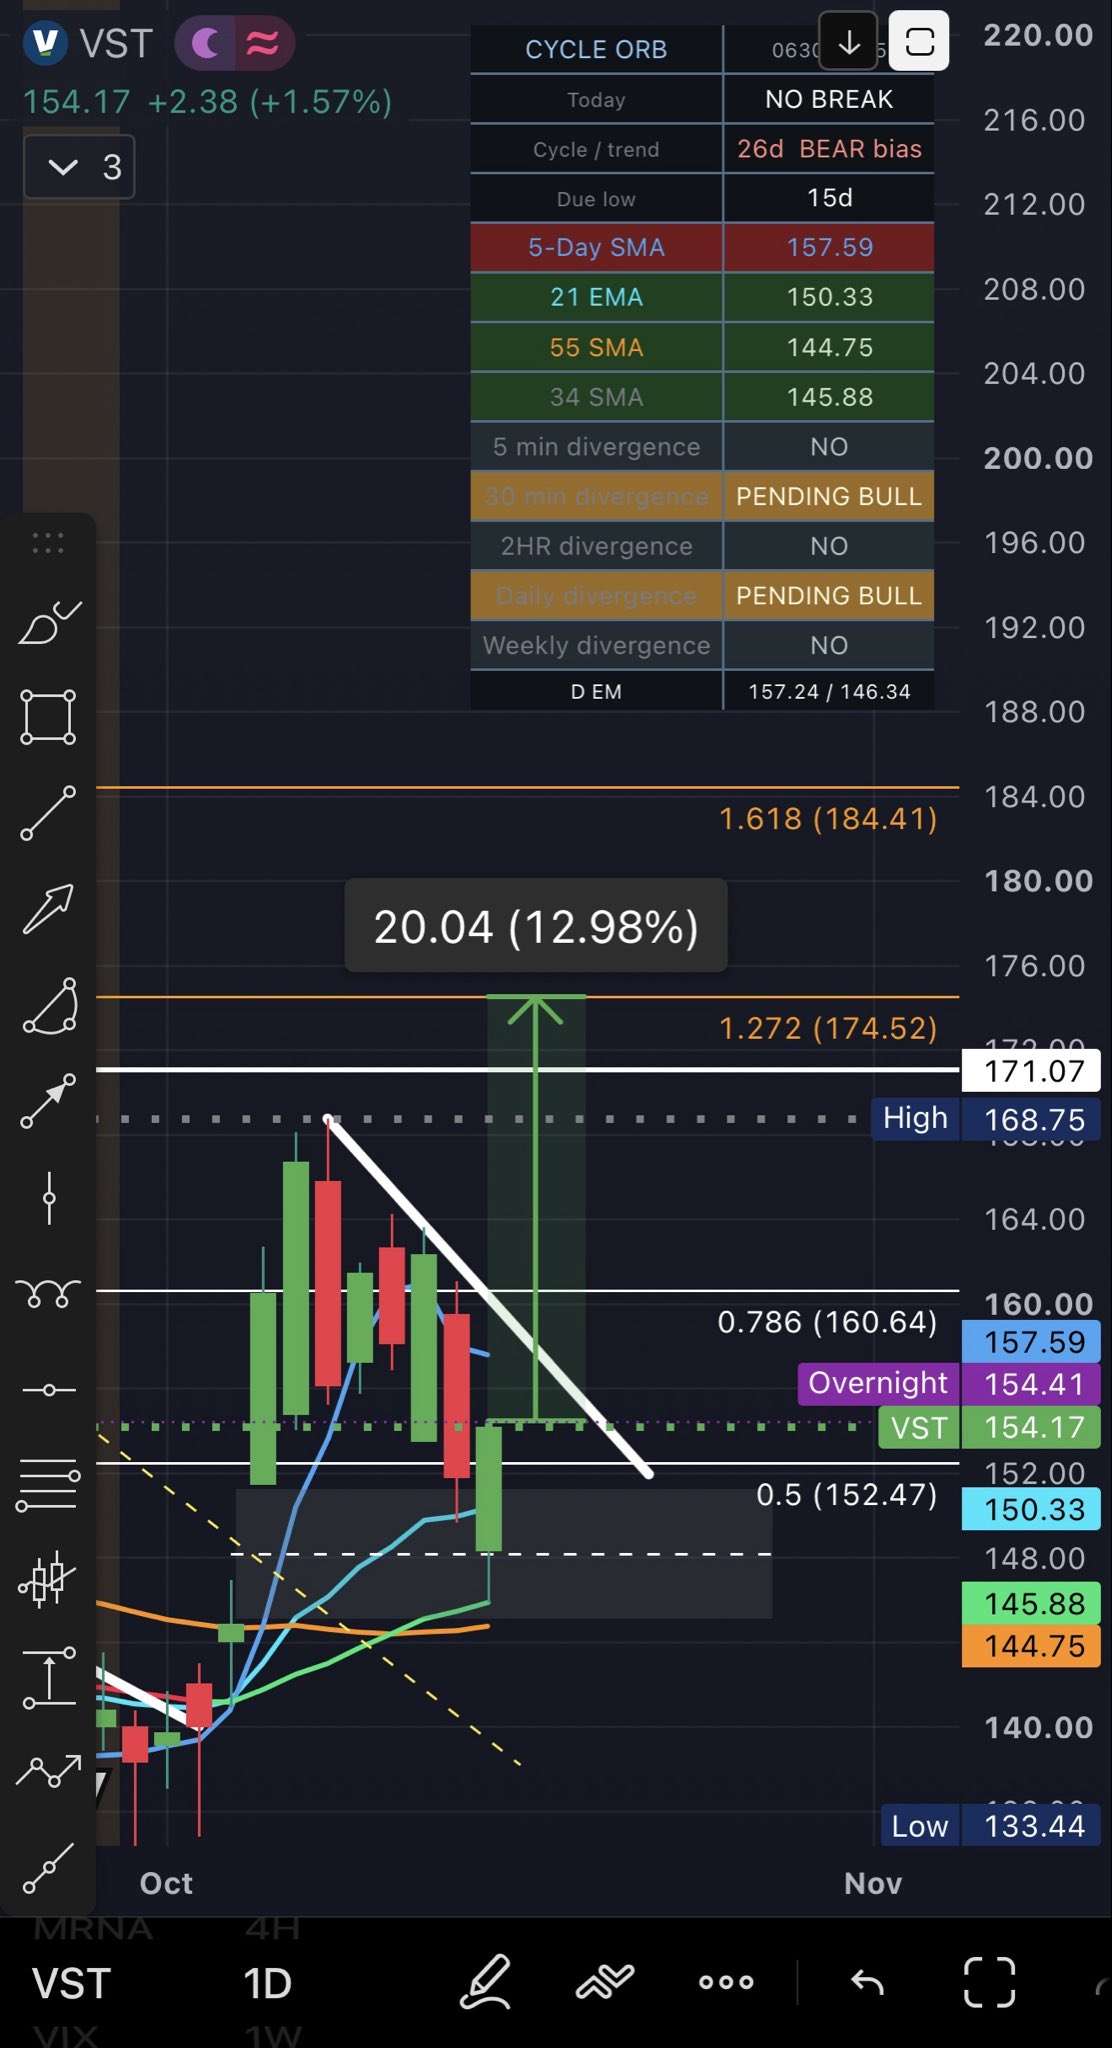 VST
154.17 +2.38 (+1.57%)
3
CYCLE ORB
Today NO BREAK
Cycle / trend 26d BEAR bias
Due low 15d
5-Day SMA 157.59
21 EMA 150.33
55 SMA 144.75
34 SMA 145.88
5 min divergence NO
30 min divergence PENDING BULL
2HR divergence NO
Daily divergence PENDING BULL
Weekly divergence NO
D EM 157.24 / 146.34
220.00
216.00
212.00
208.00
204.00
200.00
196.00
192.00
188.00
184.00
1.618 (184.41)
180.00
20.04 (12.98%)
176.00
1.272 (174.52)
171.07
High 168.75
164.00
160.00
0.786 (160.64)
157.59
Overnight 154.41
VST 154.17
152.00
0.5 (152.47)
150.33
148.00
145.88
144.75
140.00
Low 133.44
Oct Nov
MRNA 4H
VST 1D
VIX 1W